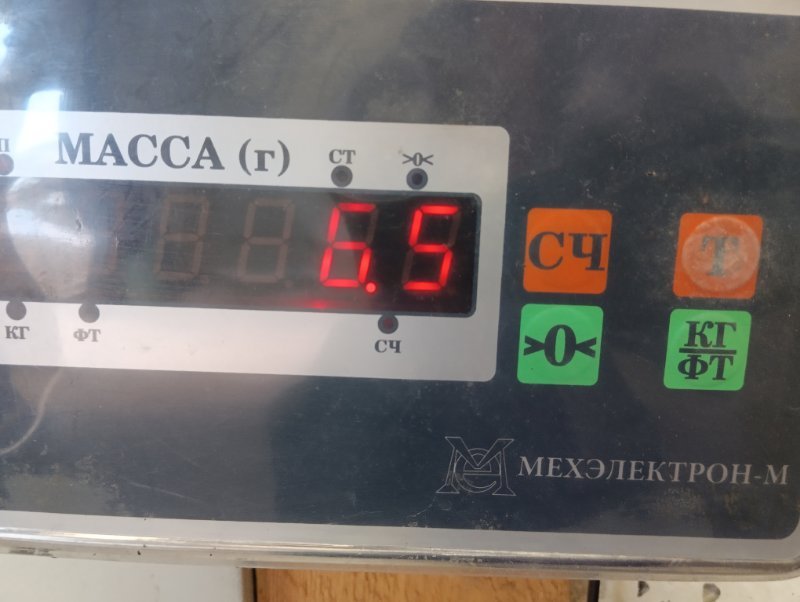 П
МАССА (г)
СТ
>0<
6.5
КГ
ФТ
СЧ
СЧ
Т
>0<
КГ
ФТ
МЕХЭЛЕКТРОН-М